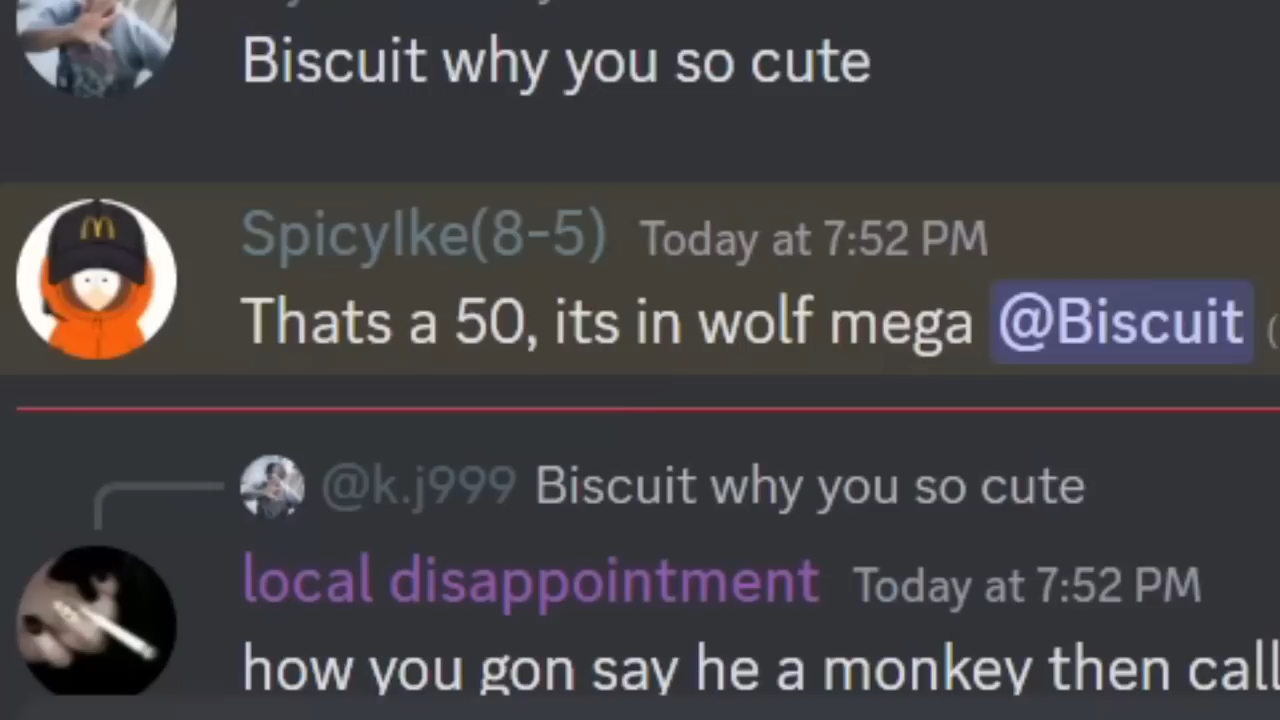 Biscuit why you so cute
SpicyIke(8-5) Today at 7:52 PM
Thats a 50, its in wolf mega @Biscuit (
@k.j999 Biscuit why you so cute
local disappointment Today at 7:52 PM
how you gon say he a monkey then call